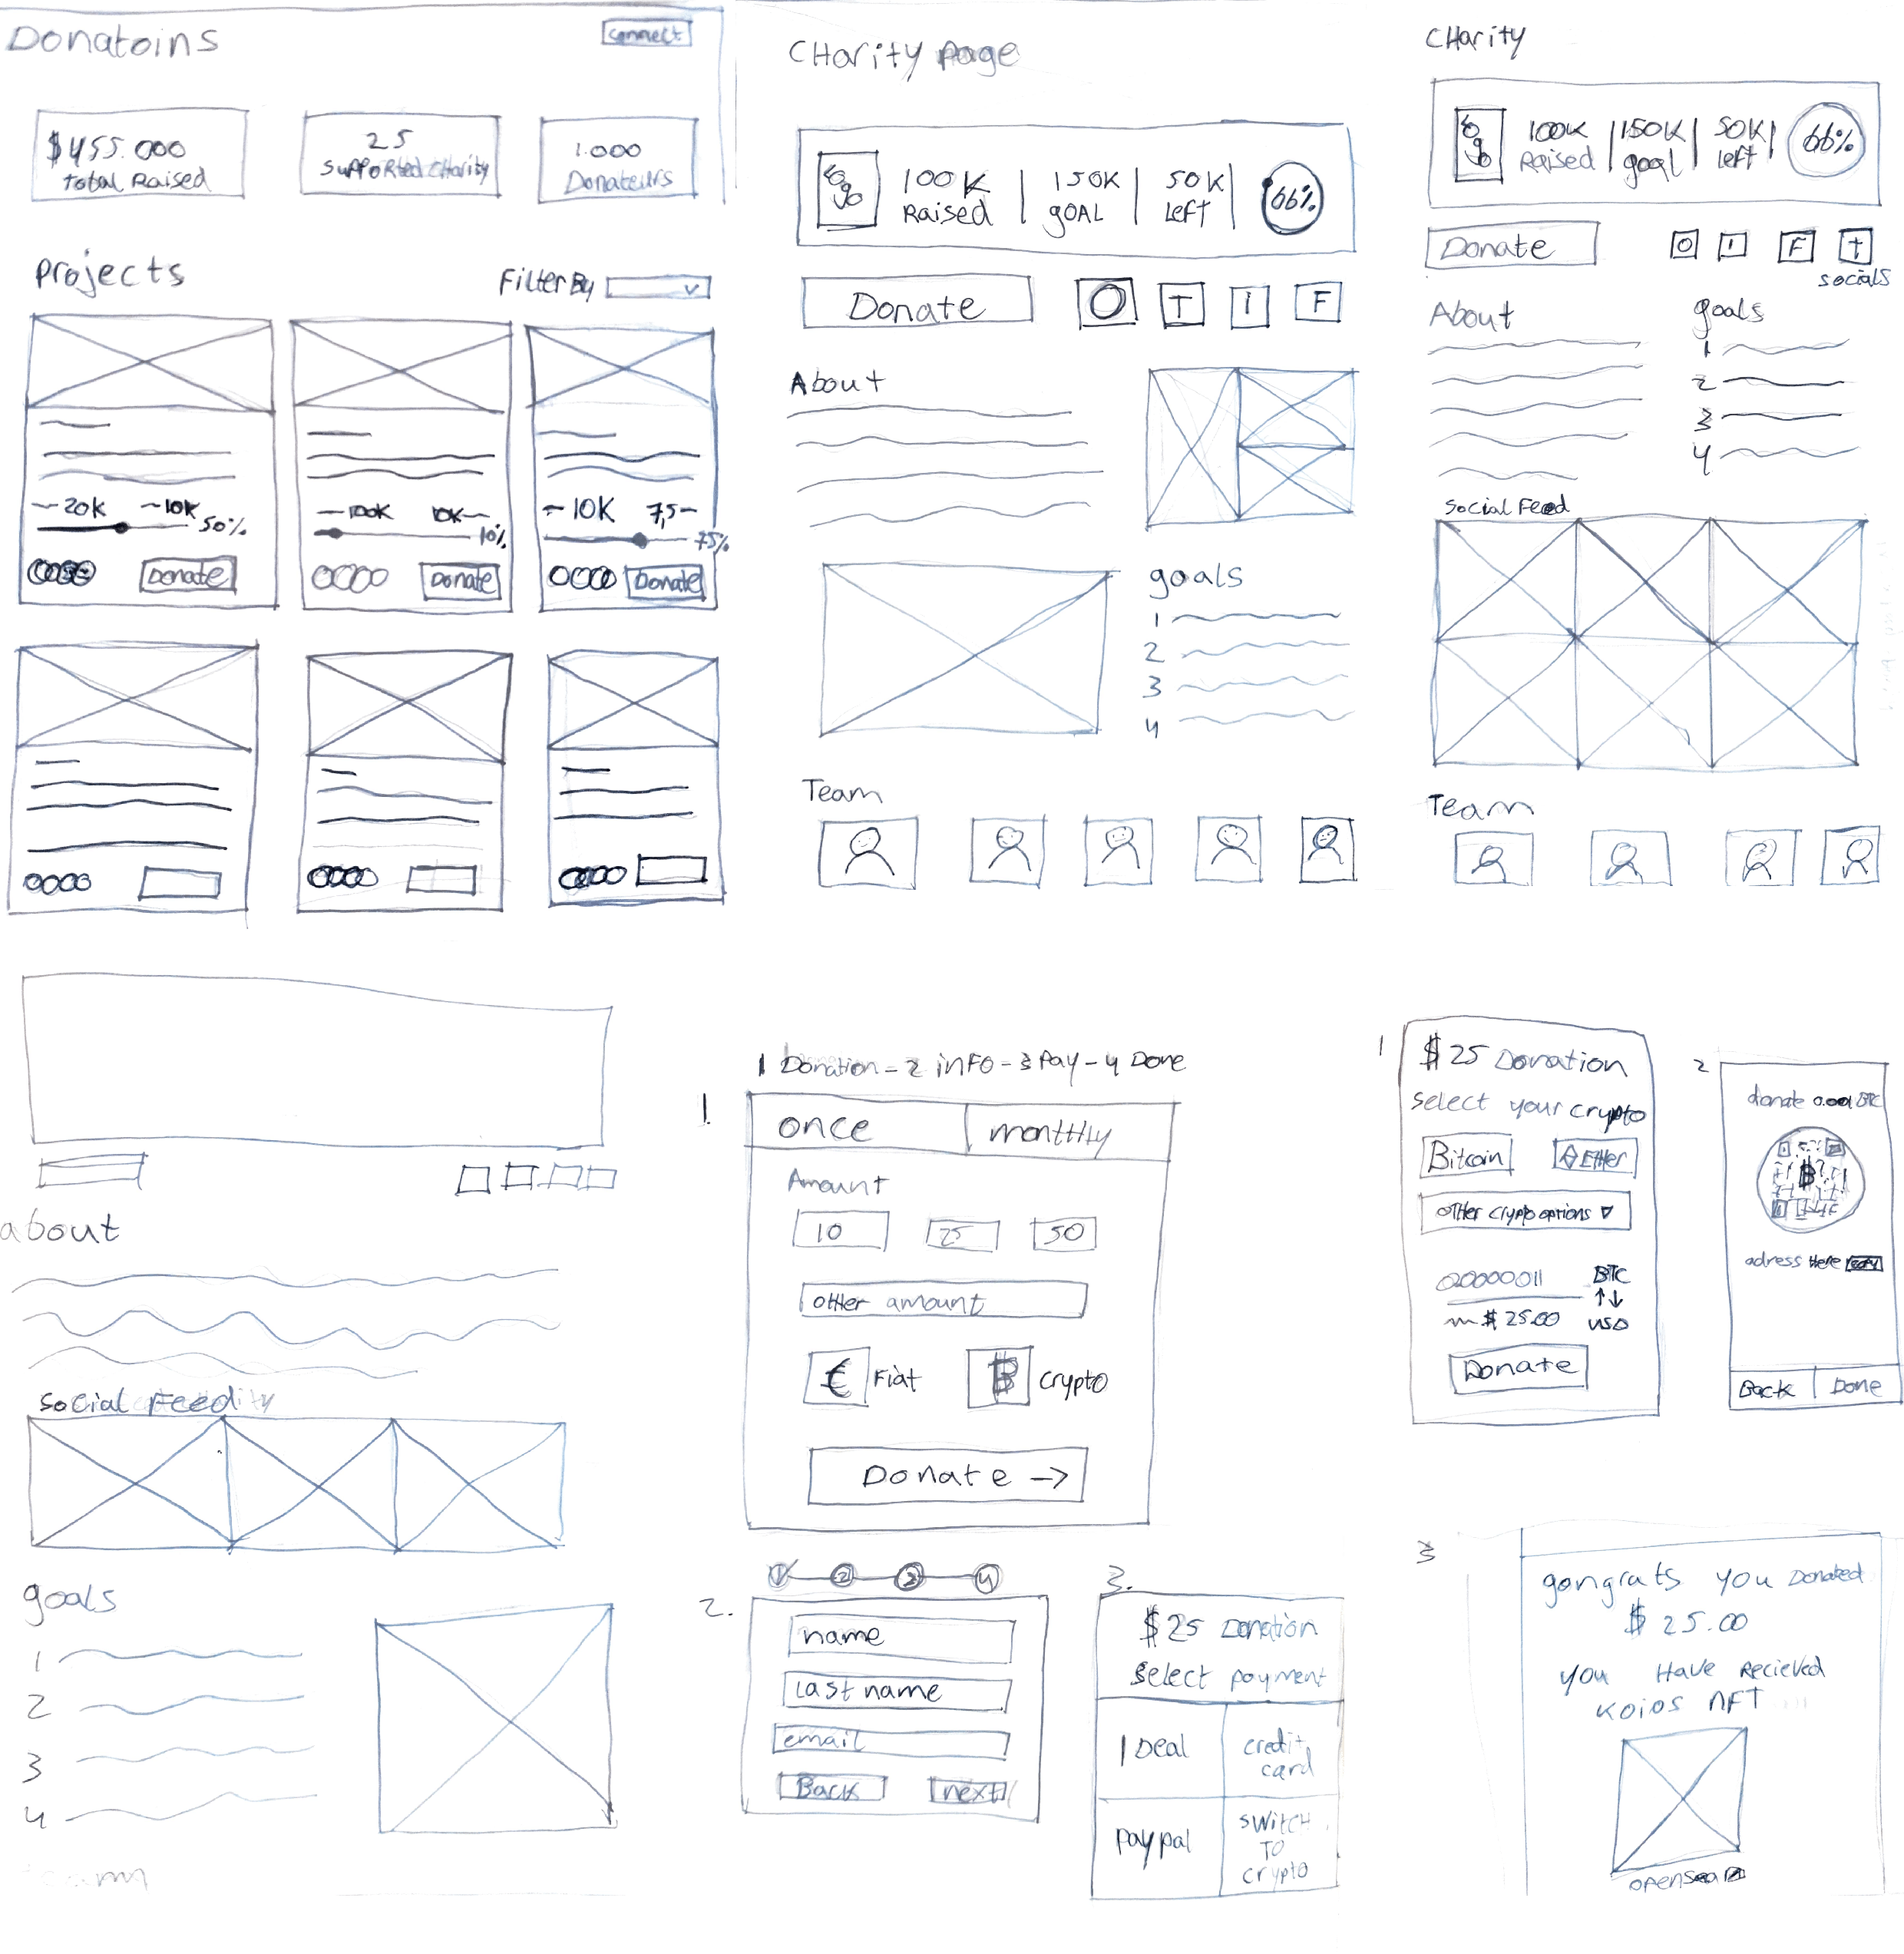 Donatoins
connect
$455.000
total Raised
25
supported charity
1.000
Donateurs
projects
Filter By
~20K ~10K
50%
Donate
~100K 10K~
10%
Donate
~10K 7,5~
75%
Donate
CHarity page
100K
Raised
150K
gOAL
50K
Left
66%
Donate
O T I F
About
goals
1
2
3
4
Team
CHarity
100K
Raised
150K
goal
50K
left
66%
Donate
O I F t
socials
About
goals
1
2
3
4
Social Feed
Team
about
social Feed
goals
1
2
3
4
1 Donation - 2 info - 3 Pay - 4 Done
1.
once
montHly
Amount
10 25 50
otHer amount
€ Fiat
₿ crypto
Donate →
2.
1 2 3 4
name
last name
email
Back
next
3.
$25 Donation
Select payment
I Deal
credit
card
paypal
switcH
TO
crypto
1
$25 Donation
select your crypto
Bitcoin
Ether
otHer crypto options
00000011 BTC
$25.00 USD
Donate
2
donate 0.001 BTC
₿
adress Here copy
Back
Done
3
gongrats you Donated
$25.00
you Have Recieved
KOiOS NFT
opensea